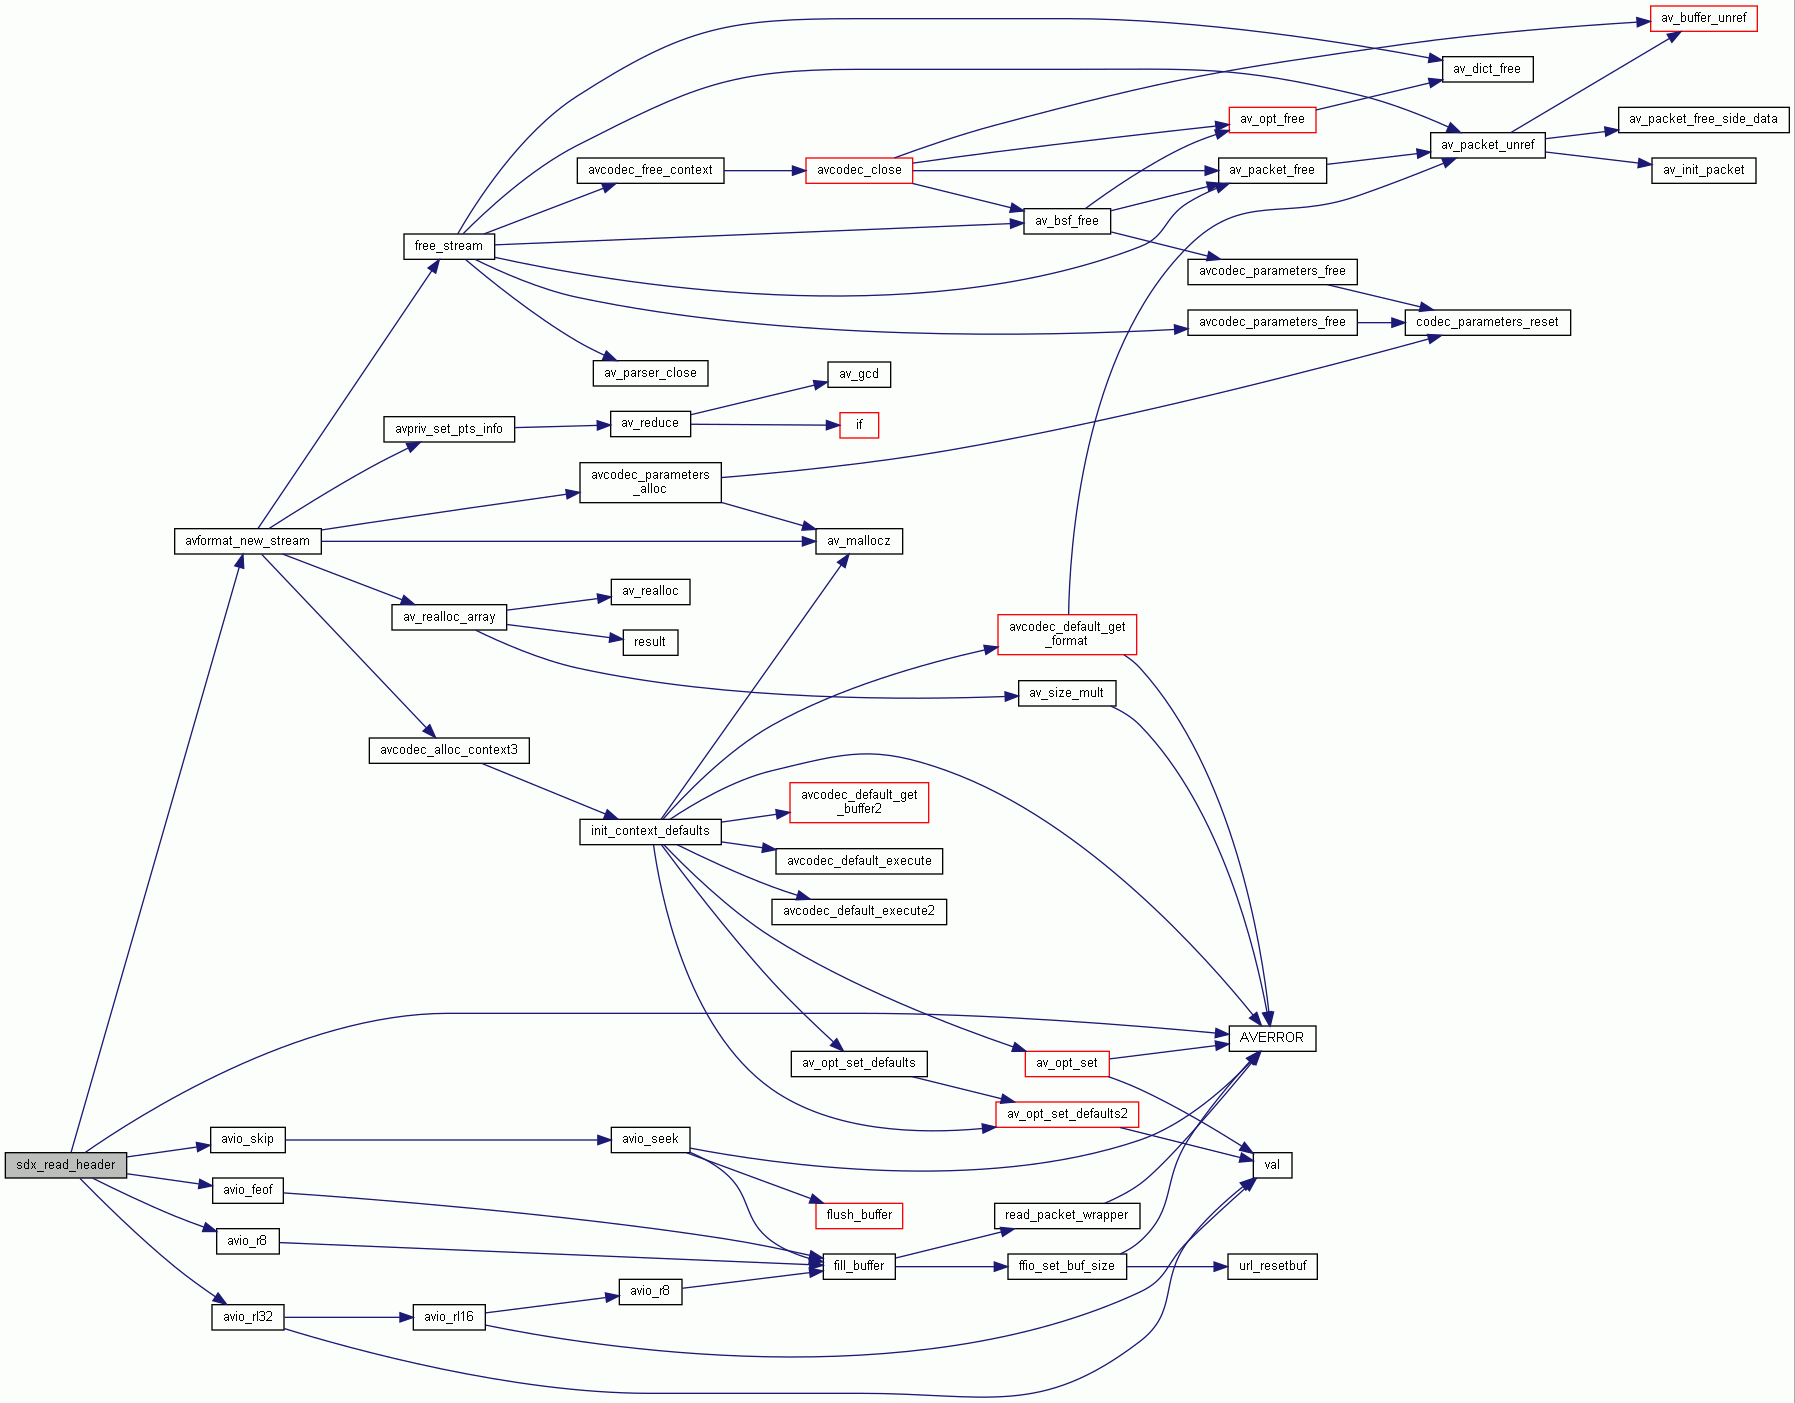 av_buffer_unref
av_dict_free
av_opt_free
av_packet_free_side_data
av_packet_unref
avcodec_free_context
avcodec_close
av_packet_free
av_init_packet
av_bsf_free
free_stream
avcodec_parameters_free
avcodec_parameters_free
codec_parameters_reset
av_parser_close
av_gcd
avpriv_set_pts_info
av_reduce
if
avcodec_parameters
_alloc
avformat_new_stream
av_mallocz
av_realloc
av_realloc_array
result
avcodec_default_get
_format
av_size_mult
avcodec_alloc_context3
avcodec_default_get
_buffer2
init_context_defaults
avcodec_default_execute
avcodec_default_execute2
AVERROR
av_opt_set_defaults
av_opt_set
av_opt_set_defaults2
avio_skip
avio_seek
sdx_read_header
val
avio_feof
flush_buffer
read_packet_wrapper
avio_r8
fill_buffer
ffio_set_buf_size
url_resetbuf
avio_r8
avio_rl32
avio_rl16